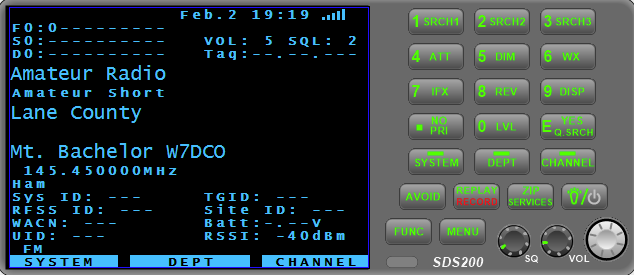 Feb.2 19:19
F0:0----------
S0:-----------
VOL: 5 SQL: 2
D0:-----------
Tag:--.--.---
Amateur Radio
Amateur Short
Lane County
Mt. Bachelor W7DCO
145.450000MHz
Ham
Sys ID: ---
TGID: ---
RFSS ID: ---
Site ID: ---
WACN: ---
Batt:-.--V
UID: ---
RSSI: -40dBm
FM
SYSTEM
DEPT
CHANNEL
1 SRCH1
2 SRCH2
3 SRCH3
4 ATT
5 DIM
6 WX
7 IFX
8 REV
9 DISP
. NO PRI
0 LVL
E YES Q.SRCH
SYSTEM
DEPT
CHANNEL
AVOID
REPLAY RECORD
ZIP SERVICES
FUNC
MENU
SQ
VOL
SDS200